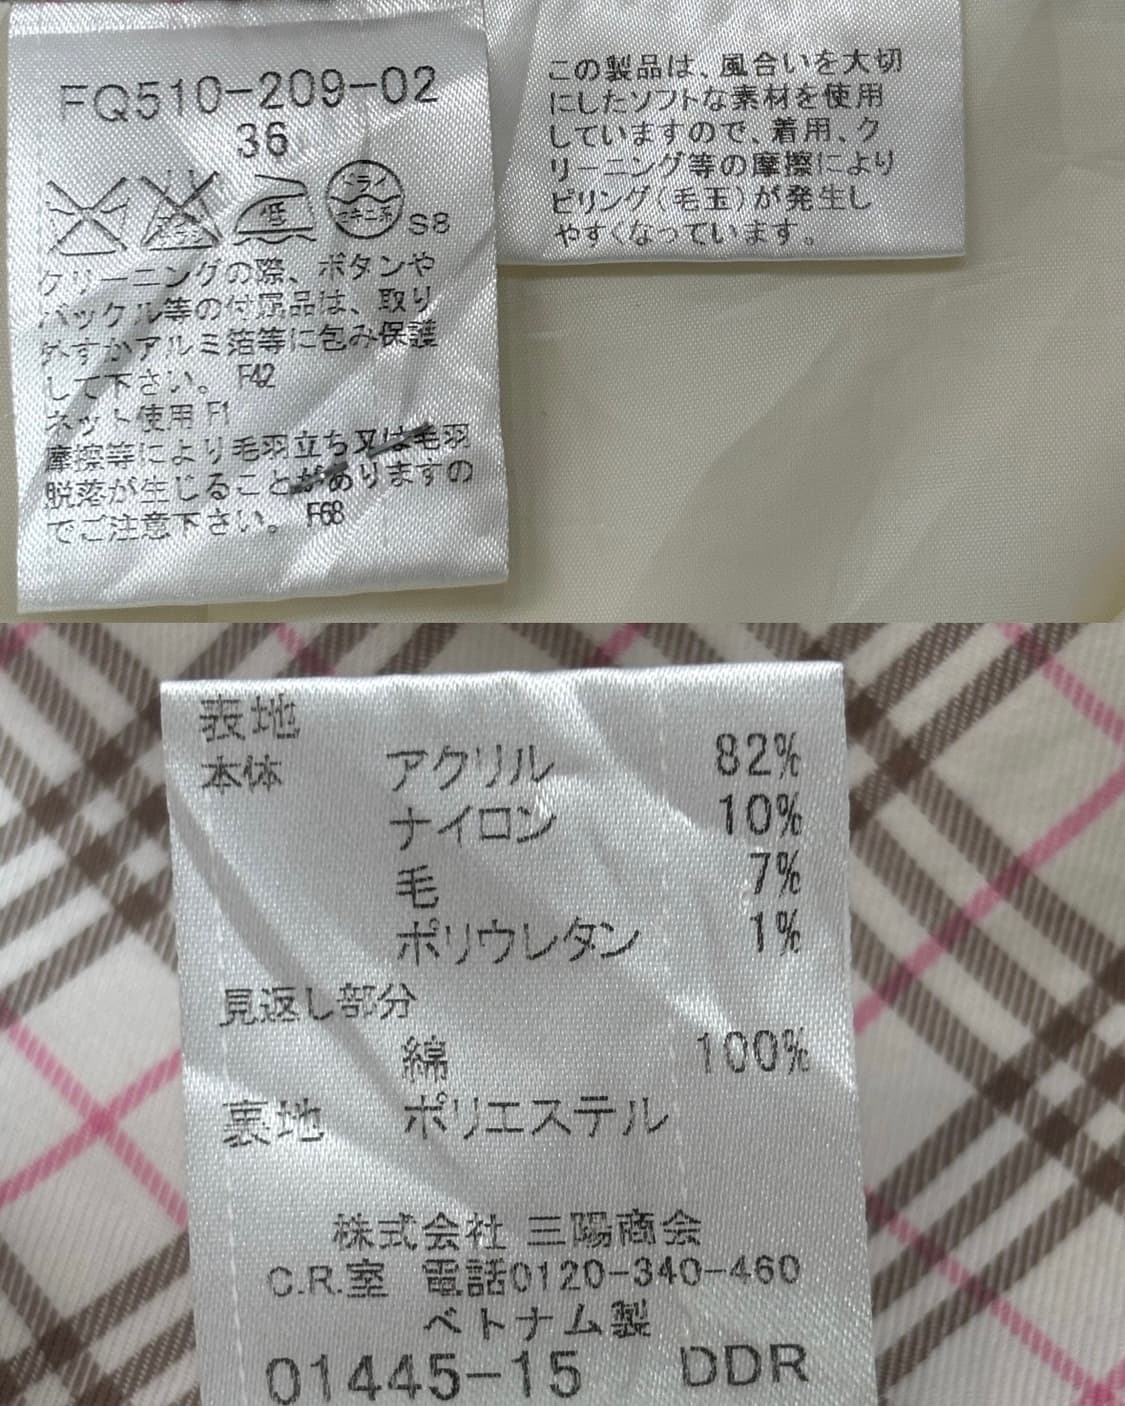 FQ510-209-02
36
低
ドライ
セキユ系
S8
クリーニングの際、ボタンや
バックル等の付属品は、取り
外すかアルミ箔等に包み保護
して下さい。 F42
ネット使用 F1
摩擦等により毛羽立ち又は毛羽
脱落が生じることがありますの
でご注意下さい。 F68
この製品は、風合いを大切
にしたソフトな素材を使用
していますので、着用、ク
リーニング等の摩擦により
ピリング(毛玉)が発生し
やすくなっています。
表地
本体 アクリル 82%
ナイロン 10%
毛 7%
ポリウレタン 1%
見返し部分
綿 100%
裏地 ポリエステル
株式会社 三陽商会
C.R.室 電話0120-340-460
ベトナム製
01445-15 DDR